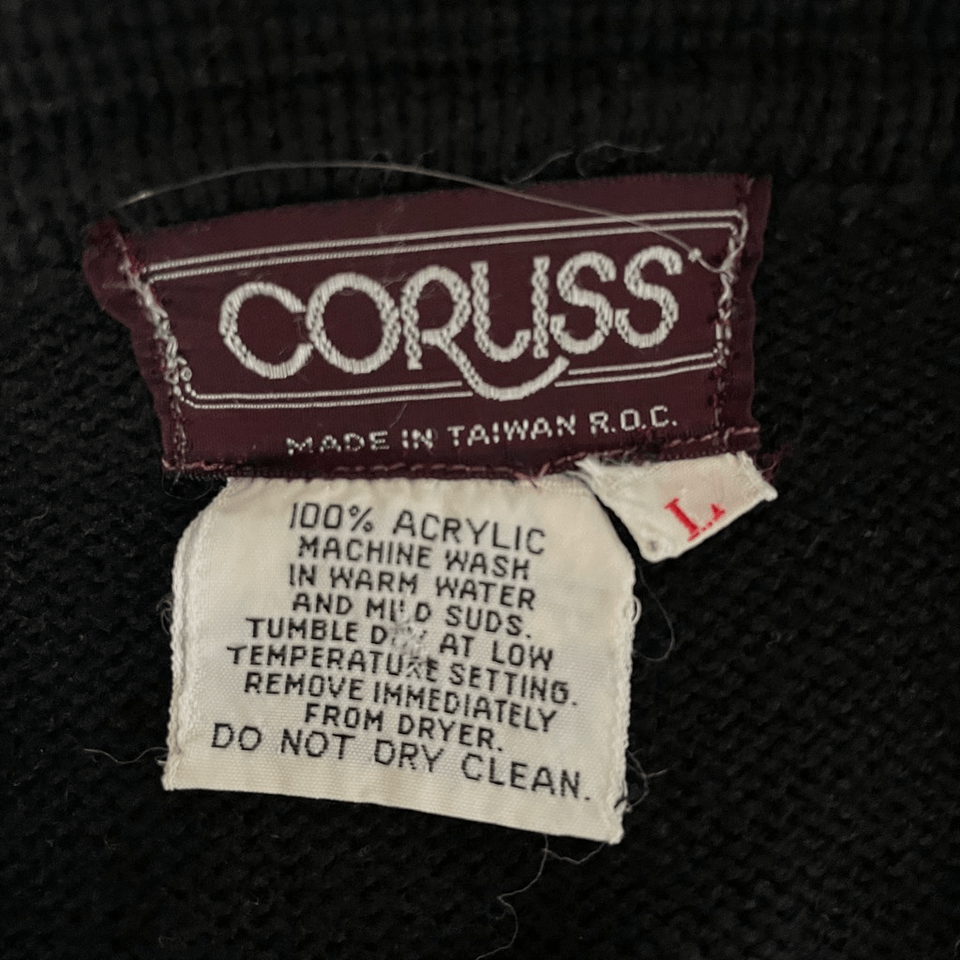 CORUSS
MADE IN TAIWAN R.O.C.
L
100% ACRYLIC
MACHINE WASH
IN WARM WATER
AND MILD SUDS.
TUMBLE DRY AT LOW
TEMPERATURE SETTING.
REMOVE IMMEDIATELY
FROM DRYER.
DO NOT DRY CLEAN.